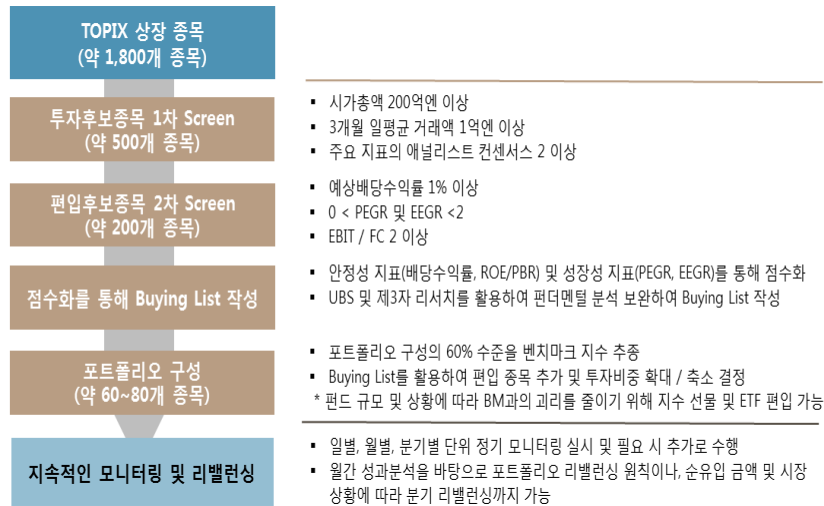 TOPIX 상장 종목
(약 1,800개 종목)
투자후보종목 1차 Screen
(약 500개 종목)
▪ 시가총액 200억엔 이상
▪ 3개월 일평균 거래액 1억엔 이상
▪ 주요 지표의 애널리스트 컨센서스 2 이상
편입후보종목 2차 Screen
(약 200개 종목)
▪ 예상배당수익률 1% 이상
▪ 0 < PEGR 및 EEGR <2
▪ EBIT / FC 2 이상
점수화를 통해 Buying List 작성
▪ 안정성 지표(배당수익률, ROE/PBR) 및 성장성 지표(PEGR, EEGR)를 통해 점수화
▪ UBS 및 제3자 리서치를 활용하여 펀더멘털 분석 보완하여 Buying List 작성
포트폴리오 구성
(약 60~80개 종목)
▪ 포트폴리오 구성의 60% 수준을 벤치마크 지수 추종
▪ Buying List를 활용하여 편입 종목 추가 및 투자비중 확대 / 축소 결정
* 펀드 규모 및 상황에 따라 BM과의 괴리를 줄이기 위해 지수 선물 및 ETF 편입 가능
지속적인 모니터링 및 리밸런싱
▪ 일별, 월별, 분기별 단위 정기 모니터링 실시 및 필요 시 추가로 수행
▪ 월간 성과분석을 바탕으로 포트폴리오 리밸런싱 원칙이나, 순유입 금액 및 시장
상황에 따라 분기 리밸런싱까지 가능